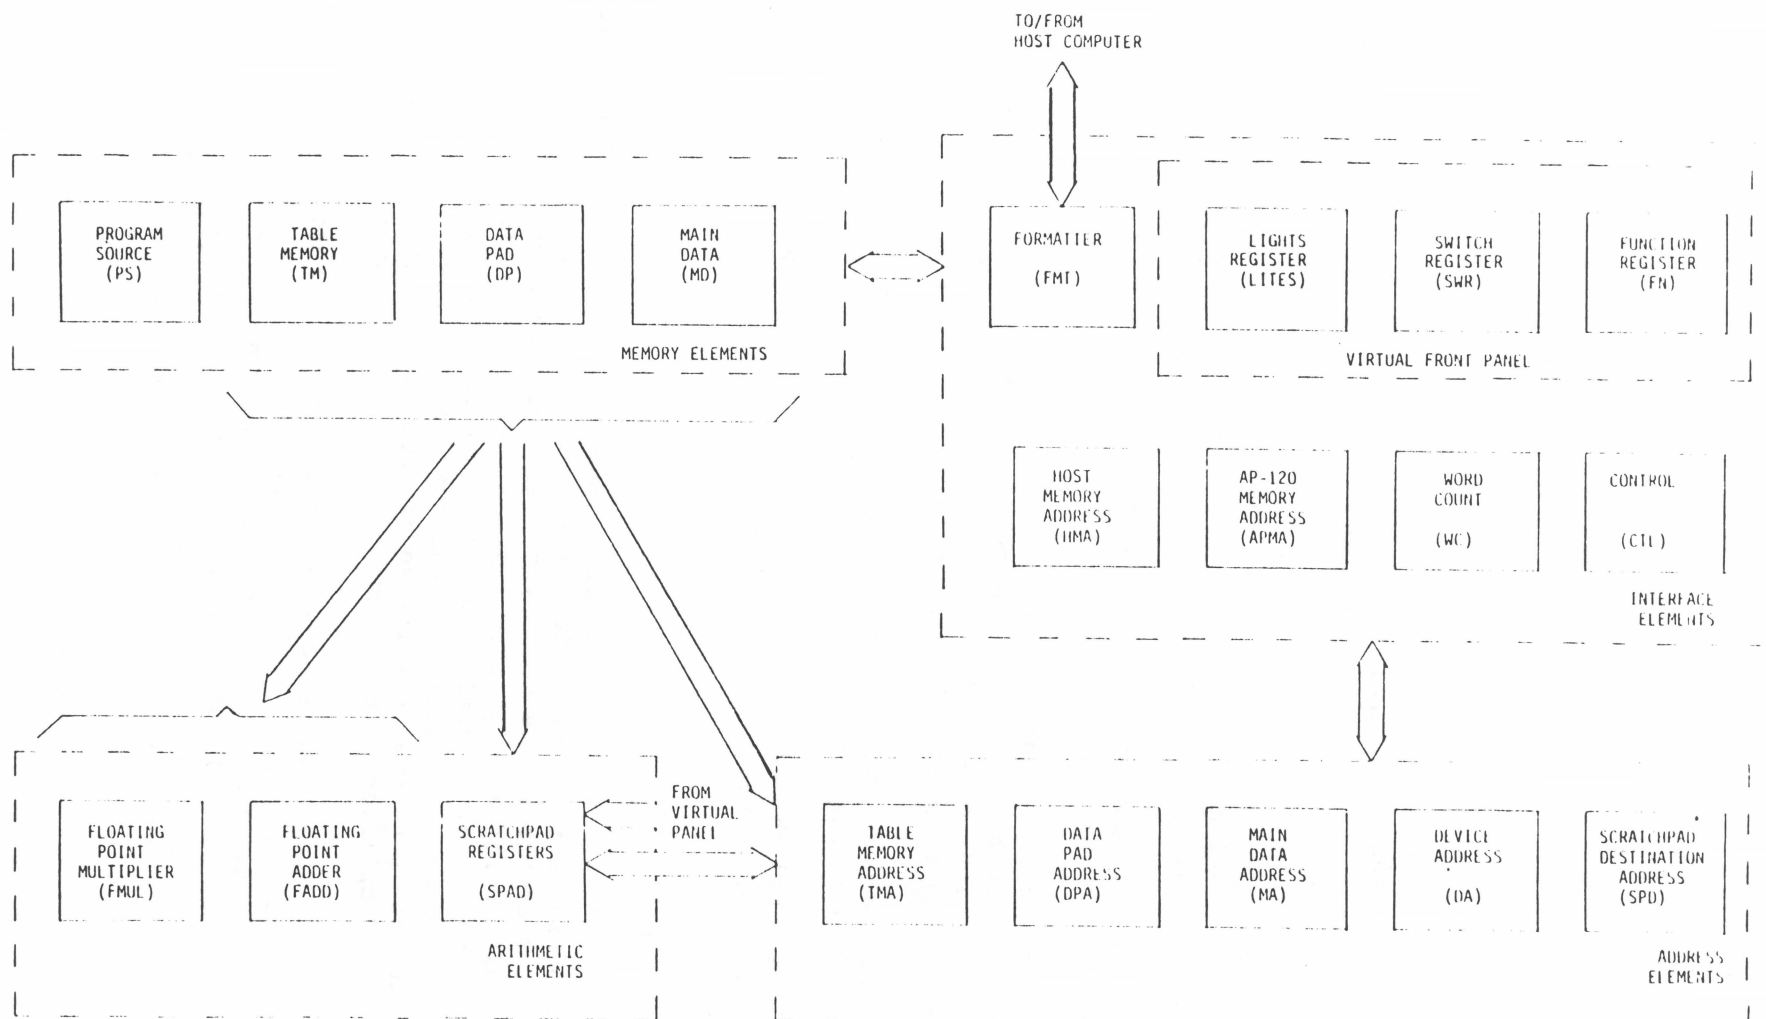 TO/FROM
HOST COMPUTER
PROGRAM
SOURCE
(PS)
TABLE
MEMORY
(TM)
DATA
PAD
(DP)
MAIN
DATA
(MD)
MEMORY ELEMENTS
FORMATTER
(FMT)
LIGHTS
REGISTER
(LITES)
SWITCH
REGISTER
(SWR)
FUNCTION
REGISTER
(FN)
VIRTUAL FRONT PANEL
HOST
MEMORY
ADDRESS
(HMA)
AP-120
MEMORY
ADDRESS
(APMA)
WORD
COUNT
(WC)
CONTROL
(CTL)
INTERFACE
ELEMENTS
FLOATING
POINT
MULTIPLIER
(FMUL)
FLOATING
POINT
ADDER
(FADD)
SCRATCHPAD
REGISTERS
(SPAD)
ARITHMETIC
ELEMENTS
FROM
VIRTUAL
PANEL
TABLE
MEMORY
ADDRESS
(TMA)
DATA
PAD
ADDRESS
(DPA)
MAIN
DATA
ADDRESS
(MA)
DEVICE
ADDRESS
(DA)
SCRATCHPAD
DESTINATION
ADDRESS
(SPD)
ADDRESS
ELEMENTS